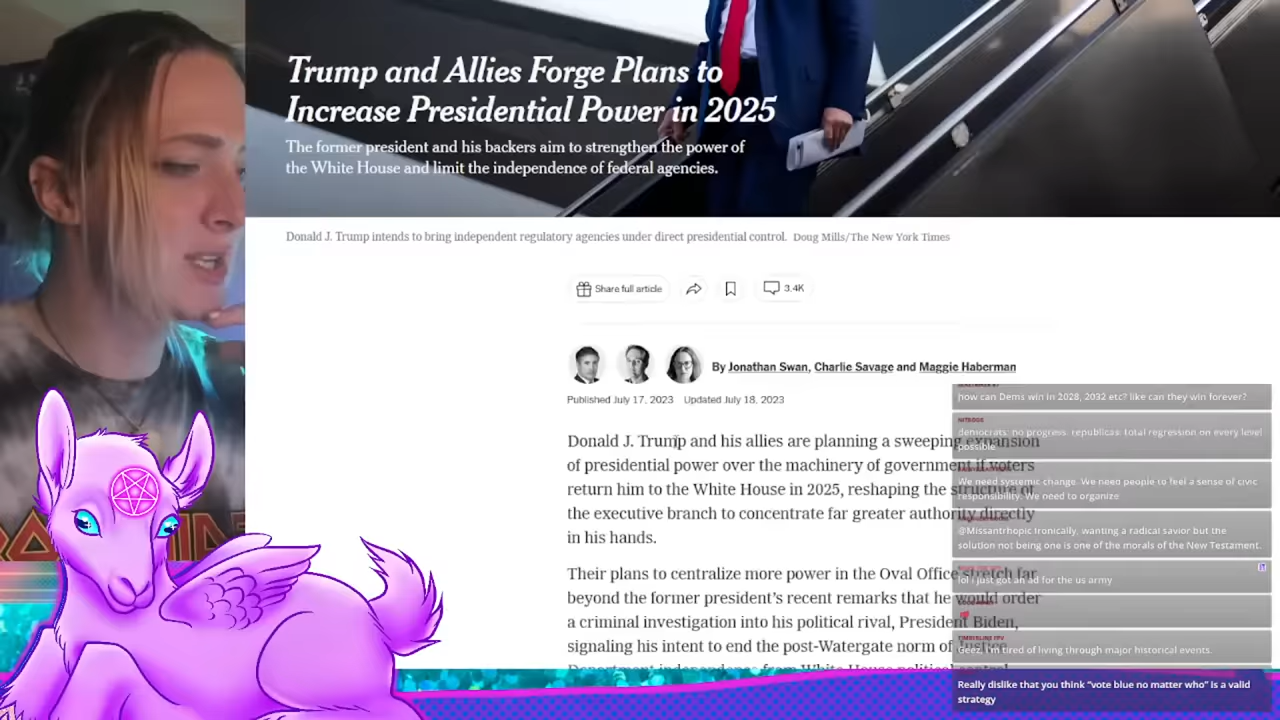 Trump and Allies Forge Plans to
Increase Presidential Power in 2025
The former president and his backers aim to strengthen the power of
the White House and limit the independence of federal agencies.
Donald J. Trump intends to bring independent regulatory agencies under direct presidential control. Doug Mills/The New York Times
Share full article
3.4K
By Jonathan Swan, Charlie Savage and Maggie Haberman
Published July 17, 2023 Updated July 18, 2023
Donald J. Trump and his allies are planning a sweeping expansion
of presidential power over the machinery of government if voters
return him to the White House in 2025, reshaping the structure of
the executive branch to concentrate far greater authority directly
in his hands.
Their plans to centralize more power in the Oval Office stretch far
beyond the former president's recent remarks that he would order
a criminal investigation into his political rival, President Biden,
signaling his intent to end the post-Watergate norm of Justice
Department independence from White House political control.
how can Dems win in 2028, 2032 etc? like can they win forever?
democrats: no progress. republicas: total regression on every level
possible
We need systemic change. We need people to feel a sense of civic
responsibility. We need to organize
@Missantrhopic Ironically, wanting a radical savior but the
solution not being one is one of the morals of the New Testament.
lol i just got an ad for the us army
TIMBERLINE FPV
Geez, I'm tired of living through major historical events.
Really dislike that you think "vote blue no matter who" is a valid
strategy